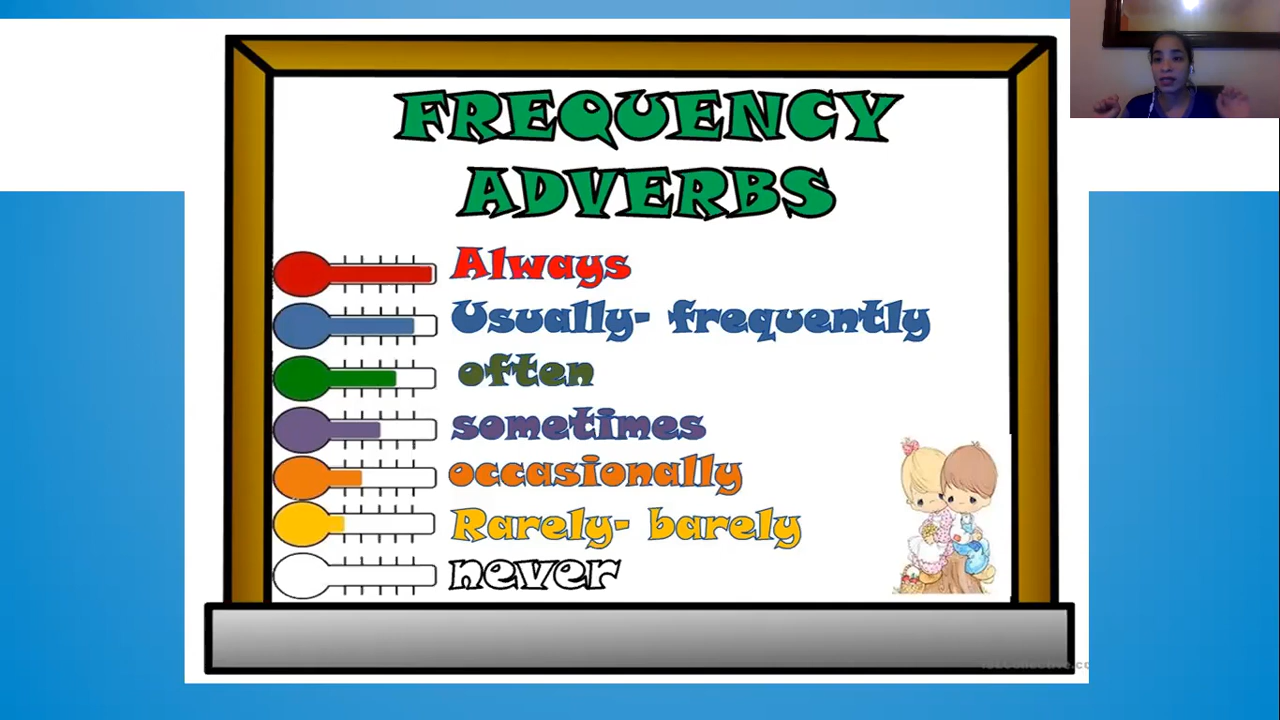 FREQUENCY
ADVERBS
Always
Usually- frequently
often
sometimes
occasionally
Rarely- barely
never